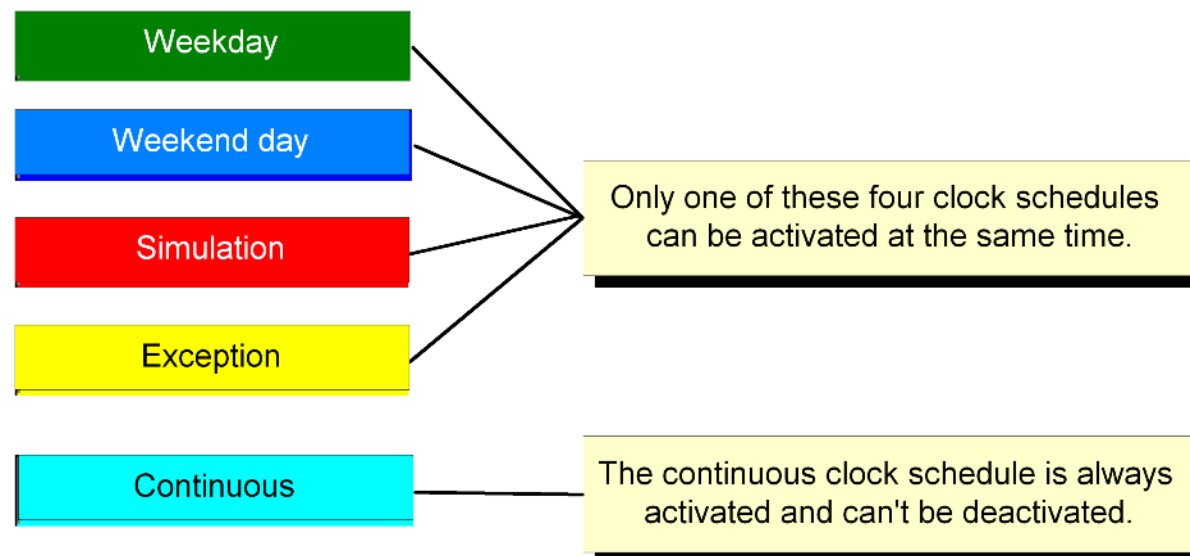 Weekday
Weekend day
Simulation
Exception
Only one of these four clock schedules
can be activated at the same time.
Continuous
The continuous clock schedule is always
activated and can't be deactivated.